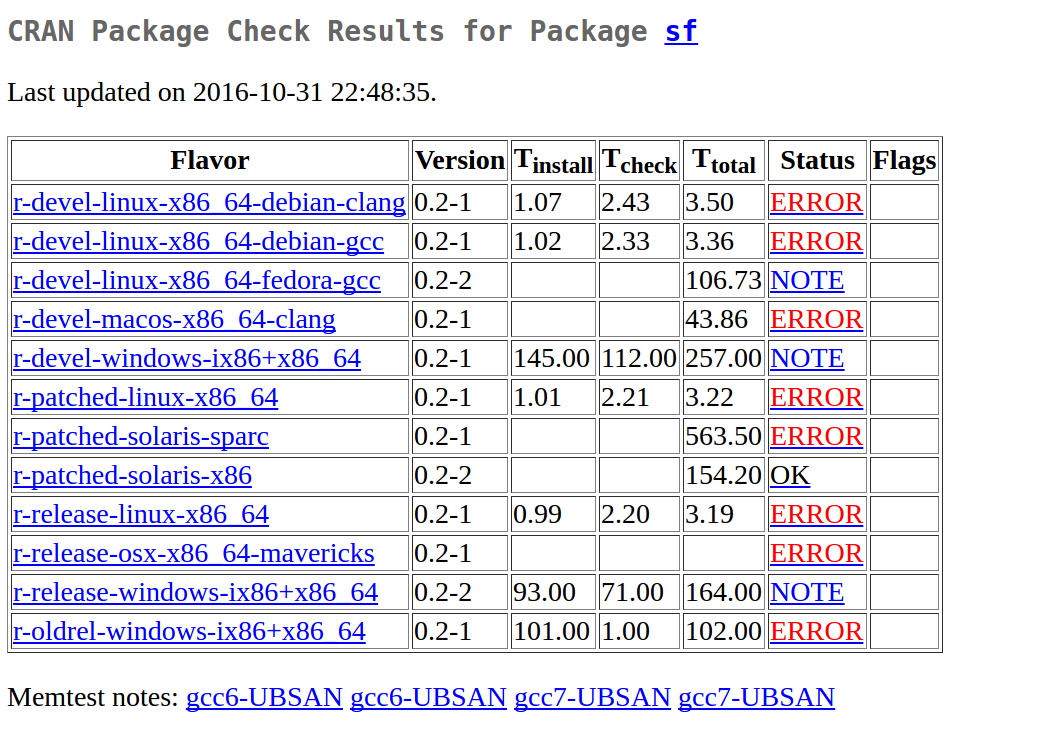 CRAN Package Check Results for Package sf
Last updated on 2016-10-31 22:48:35.
Flavor Version Tinstall Tcheck Ttotal Status Flags
r-devel-linux-x86_64-debian-clang 0.2-1 1.07 2.43 3.50 ERROR
r-devel-linux-x86_64-debian-gcc 0.2-1 1.02 2.33 3.36 ERROR
r-devel-linux-x86_64-fedora-gcc 0.2-2 106.73 NOTE
r-devel-macos-x86_64-clang 0.2-1 43.86 ERROR
r-devel-windows-ix86+x86_64 0.2-1 145.00 112.00 257.00 NOTE
r-patched-linux-x86_64 0.2-1 1.01 2.21 3.22 ERROR
r-patched-solaris-sparc 0.2-1 563.50 ERROR
r-patched-solaris-x86 0.2-2 154.20 OK
r-release-linux-x86_64 0.2-1 0.99 2.20 3.19 ERROR
r-release-osx-x86_64-mavericks 0.2-1 ERROR
r-release-windows-ix86+x86_64 0.2-2 93.00 71.00 164.00 NOTE
r-oldrel-windows-ix86+x86_64 0.2-1 101.00 1.00 102.00 ERROR
Memtest notes: gcc6-UBSAN gcc6-UBSAN gcc7-UBSAN gcc7-UBSAN